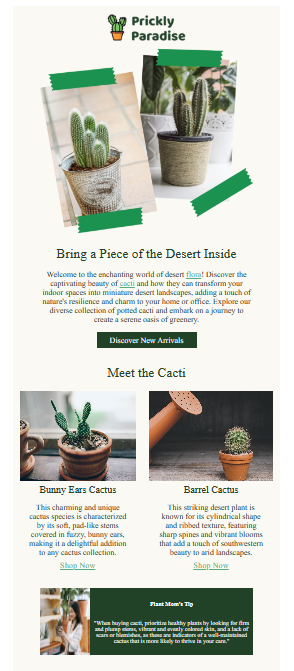 Prickly
Paradise
Bring a Piece of the Desert Inside
Welcome to the enchanting world of desert flora! Discover the
captivating beauty of cacti and how they can transform your
indoor spaces into miniature desert landscapes, adding a touch of
nature's resilience and charm to your home or office. Explore our
diverse collection of potted cacti and embark on a journey to
create a serene oasis of greenery.
Discover New Arrivals
Meet the Cacti
Bunny Ears Cactus
This charming and unique
cactus species is characterized
by its soft, pad-like stems
covered in fuzzy, bunny ears,
making it a delightful addition
to any cactus collection.
Shop Now
Barrel Cactus
This striking desert plant is
known for its cylindrical shape
and ribbed texture, featuring
sharp spines and vibrant blooms
that add a touch of southwestern
beauty to arid landscapes.
Shop Now
Plant Mom's Tip
"When buying cactic, prioritize healthy plants by looking for firm
and plump stems, vibrant and evenly colored skin, and a lack of
scars or blemishes, as these are indicators of a well-maintained
cactus that is more likely to thrive in your care."